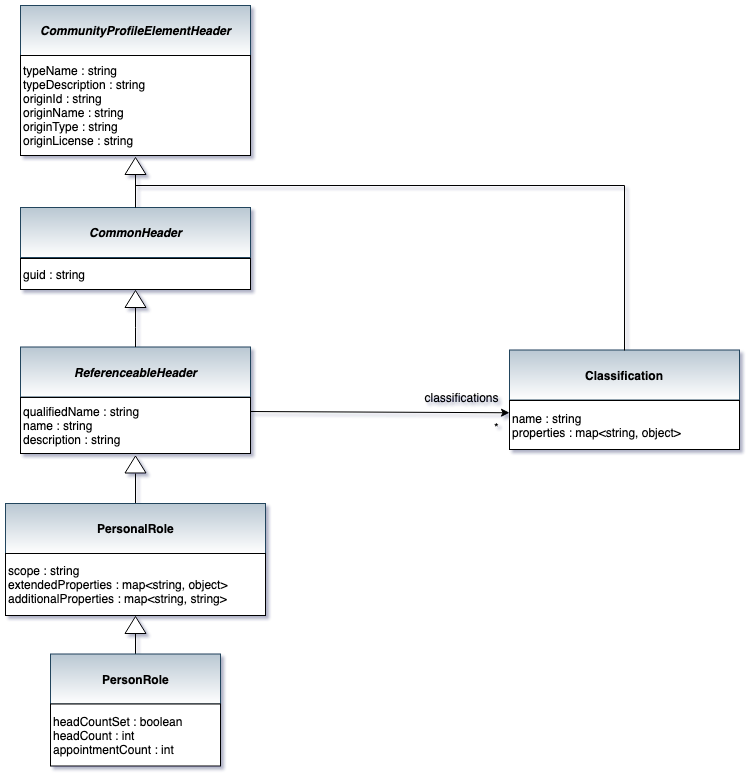 CommunityProfileElementHeader
typeName : string
typeDescription : string
originId : string
originName : string
originType : string
originLicense : string
CommonHeader
guid : string
ReferenceableHeader
qualifiedName : string
name : string
description : string
classifications
*
Classification
name : string
properties : map<string, object>
PersonalRole
scope : string
extendedProperties : map<string, object>
additionalProperties : map<string, string>
PersonRole
headCountSet : boolean
headCount : int
appointmentCount : int